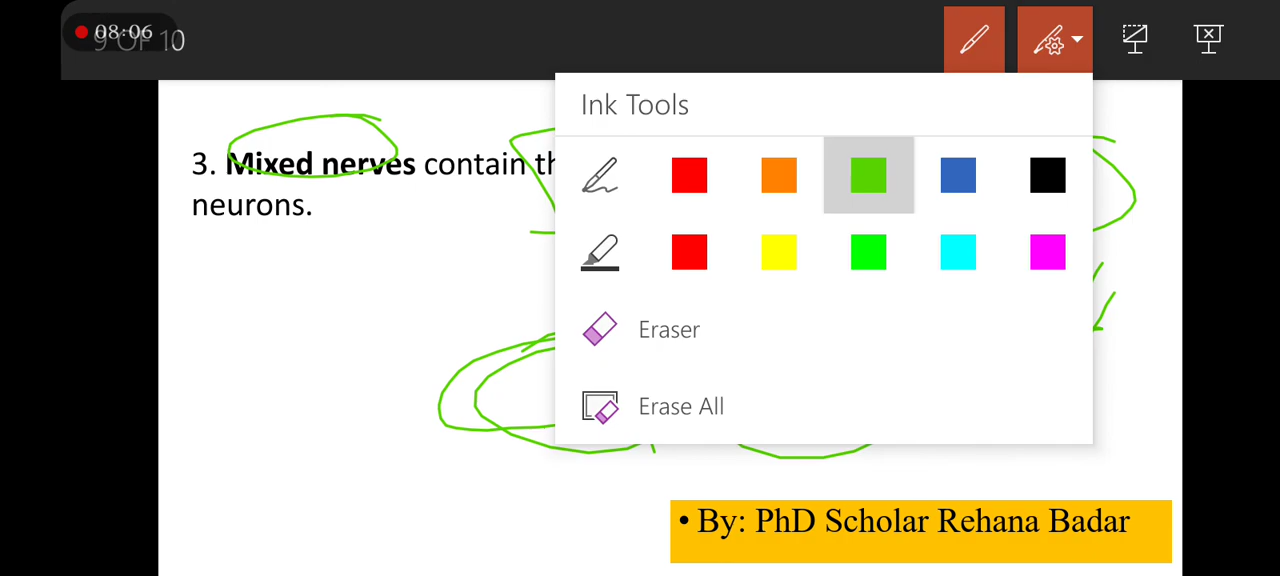 08:06
9 OF 10
Ink Tools
3. Mixed nerves contain th
neurons.
Eraser
Erase All
• By: PhD Scholar Rehana Badar